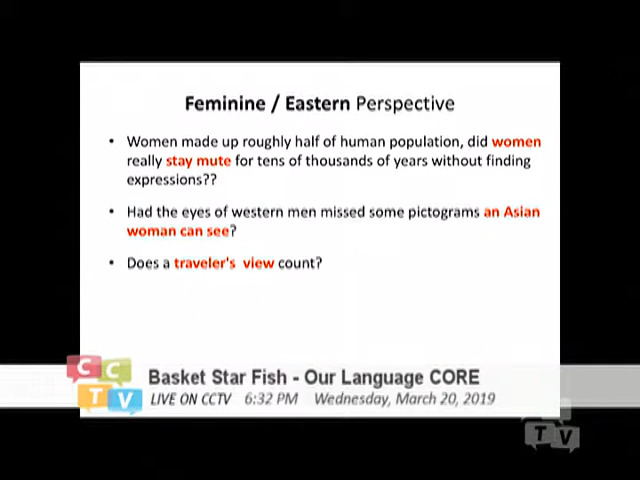 Feminine / Eastern Perspective
• Women made up roughly half of human population, did women
really stay mute for tens of thousands of years without finding
expressions??
• Had the eyes of western men missed some pictograms an Asian
woman can see?
• Does a traveler's view count?
CC
TV
Basket Star Fish - Our Language CORE
LIVE ON CCTV 6:32 PM Wednesday, March 20, 2019
TV